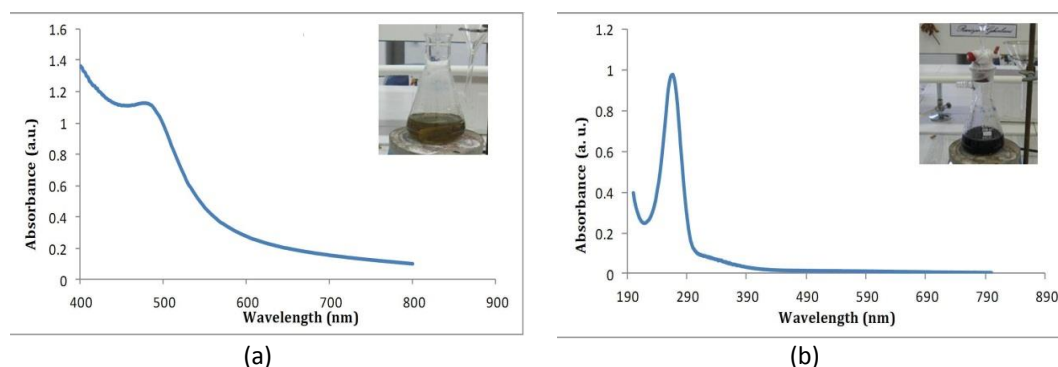 1.6
1.4
1.2
1
0.8
0.6
0.4
0.2
0
Absorbance (a.u.)
400 500 600 700 800 900
Wavelength (nm)
(a)
1.2
1
0.8
0.6
0.4
0.2
0
Absorbance (a. u.)
190 290 390 490 590 690 790 890
Wavelength (nm)
(b)